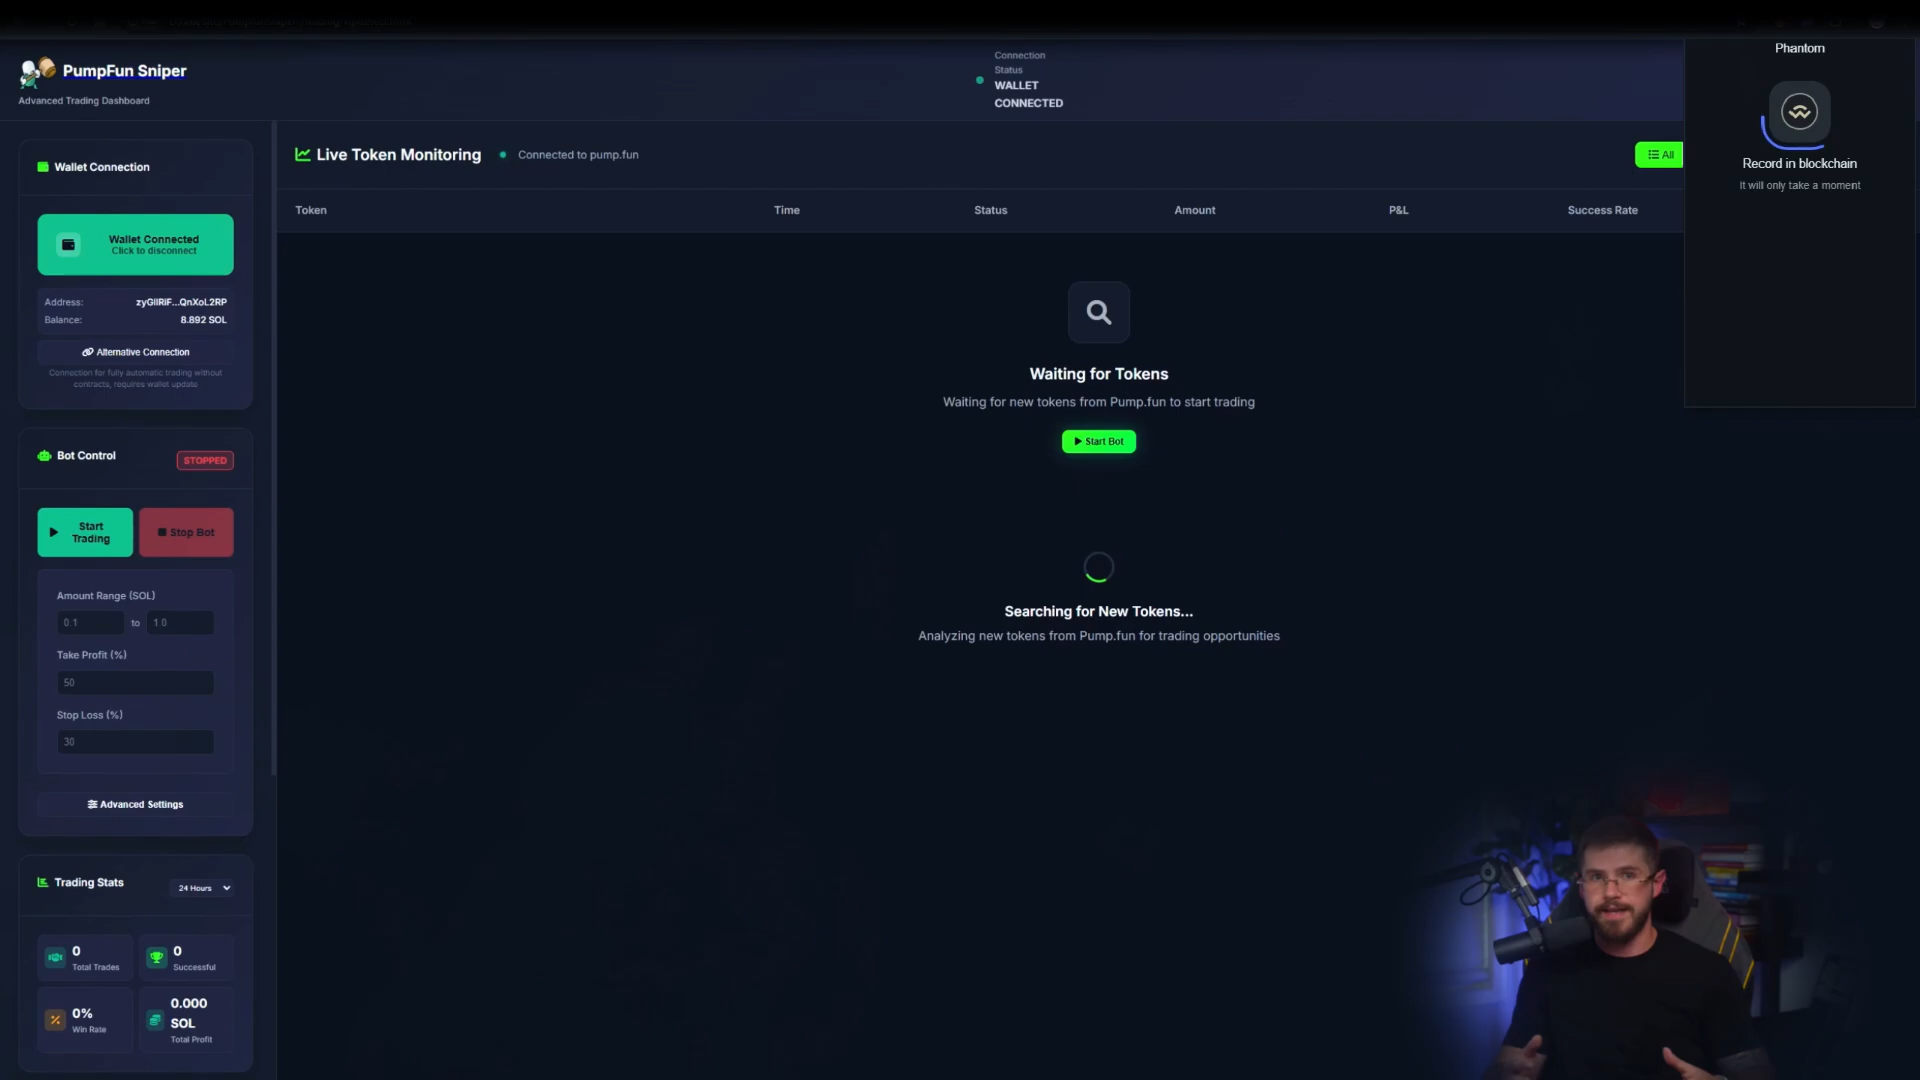 PumpFun Sniper
Advanced Trading Dashboard
Connection
Status
WALLET
CONNECTED
Phantom
Record in blockchain
It will only take a moment
Wallet Connection
Wallet Connected
Click to disconnect
Address: zyGIIRiF...QnXoL2RP
Balance: 8.892 SOL
Alternative Connection
Connection for fully automatic trading without
contracts, requires wallet update
Bot Control
STOPPED
Start
Trading
Stop Bot
Amount Range (SOL)
0.1 to 1.0
Take Profit (%)
50
Stop Loss (%)
30
Advanced Settings
Trading Stats
24 Hours
0
Total Trades
0
Successful
0%
Win Rate
0.000
SOL
Total Profit
Live Token Monitoring
Connected to pump.fun
All
Token Time Status Amount P&L Success Rate
Waiting for Tokens
Waiting for new tokens from Pump.fun to start trading
Start Bot
Searching for New Tokens...
Analyzing new tokens from Pump.fun for trading opportunities